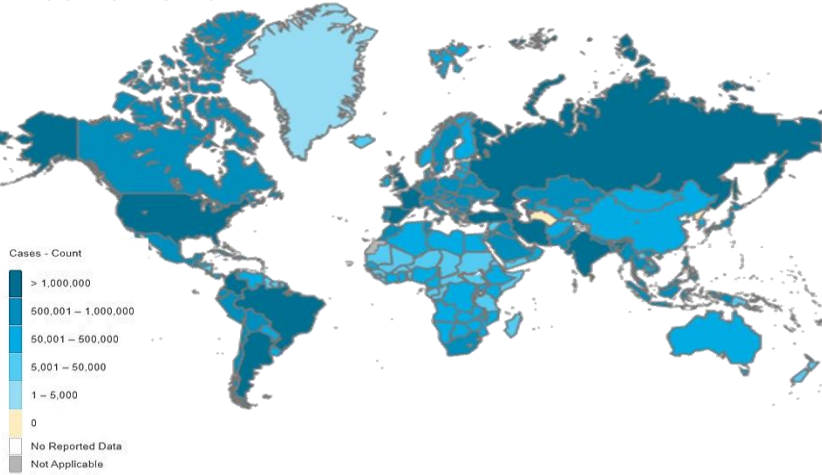 Cases - Count
> 1,000,000
500,001 – 1,000,000
50,001 – 500,000
5,001 – 50,000
1 – 5,000
0
No Reported Data
Not Applicable